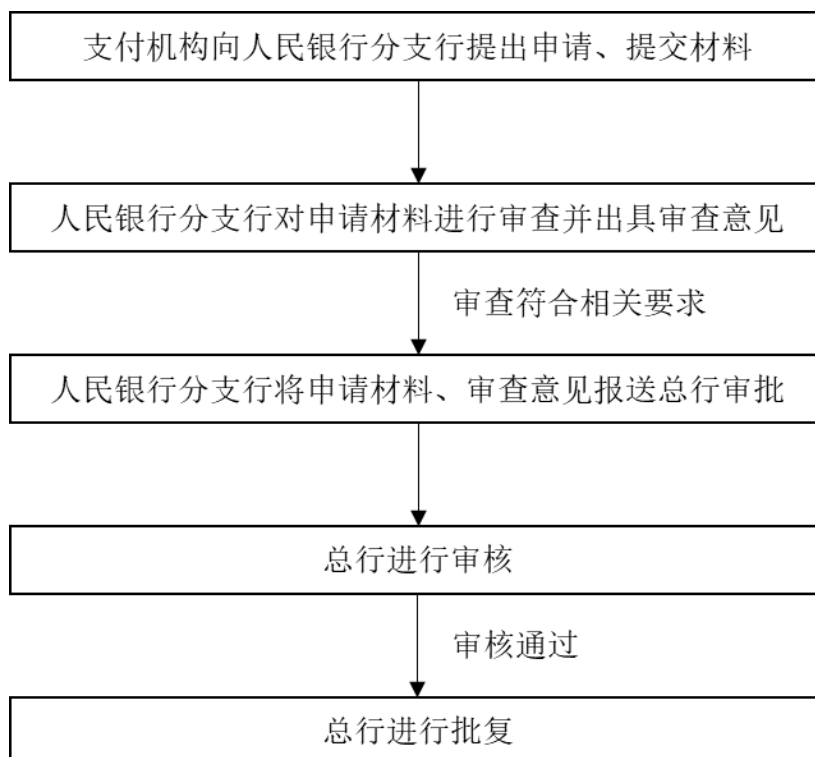 支付机构向人民银行分支行提出申请、提交材料
人民银行分支行对申请材料进行审查并出具审查意见
审查符合相关要求
人民银行分支行将申请材料、审查意见报送总行审批
总行进行审核
审核通过
总行进行批复